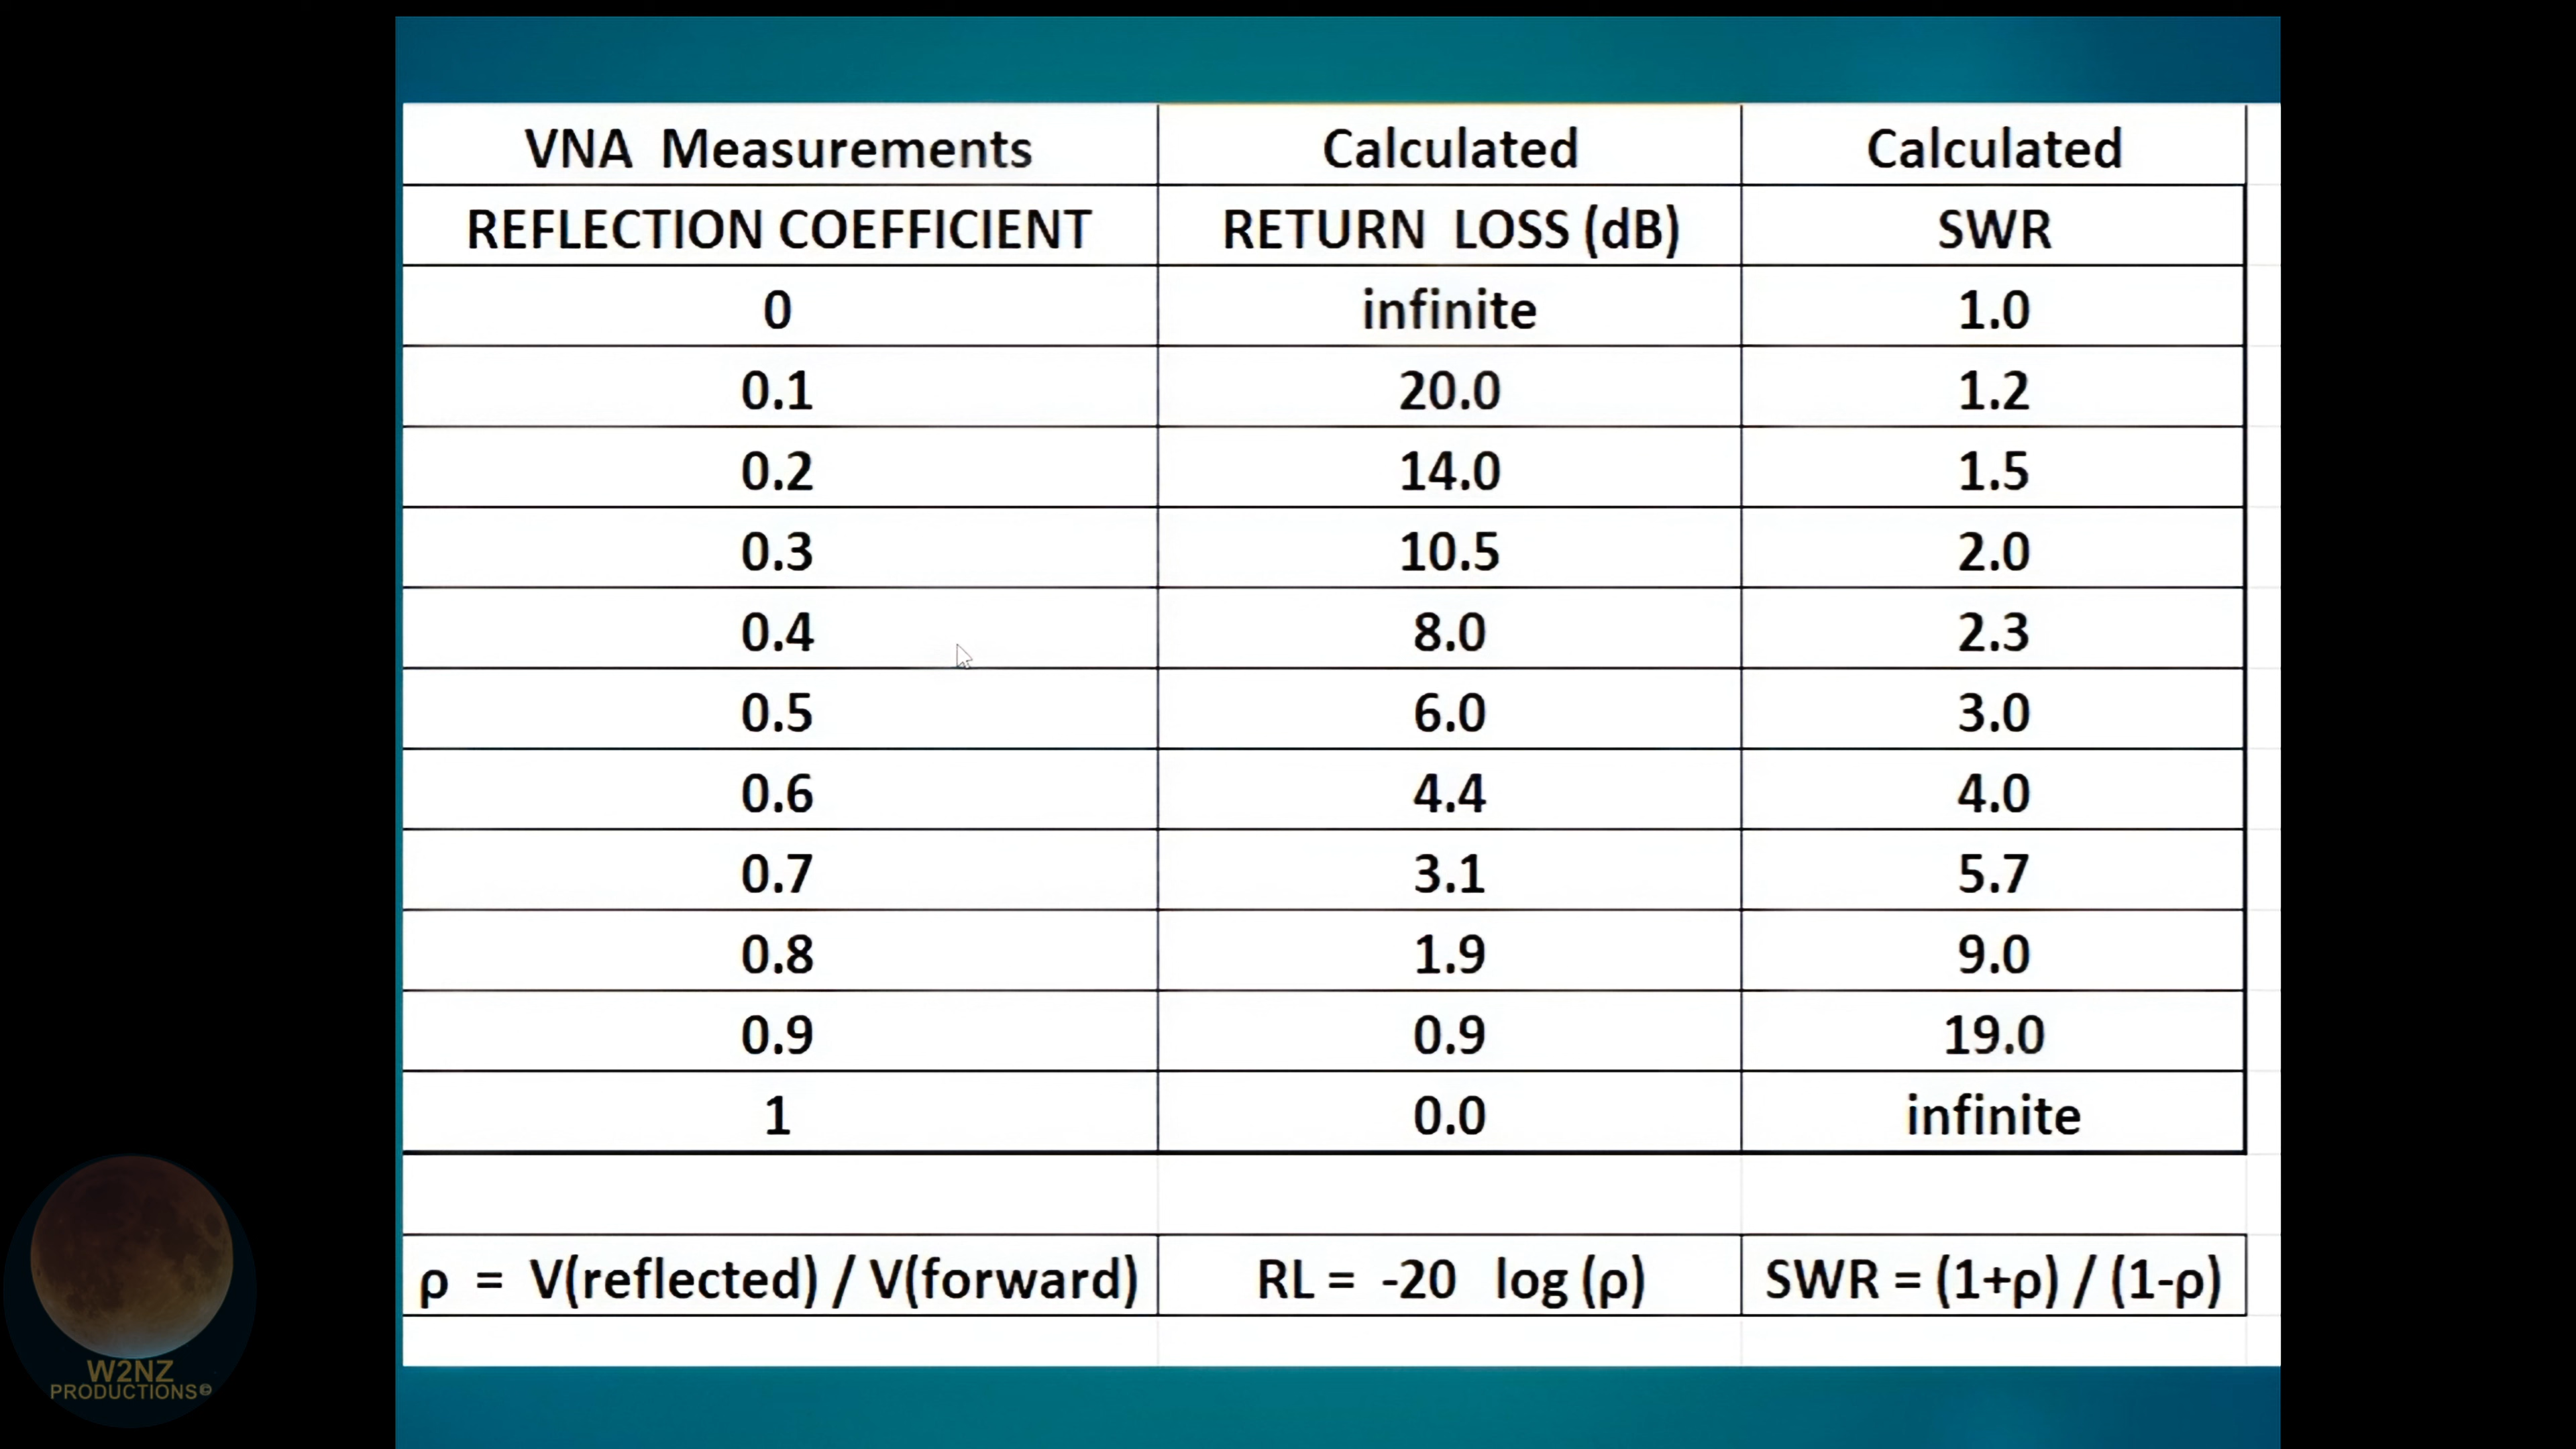 VNA Measurements Calculated Calculated
REFLECTION COEFFICIENT RETURN LOSS (dB) SWR
0 infinite 1.0
0.1 20.0 1.2
0.2 14.0 1.5
0.3 10.5 2.0
0.4 8.0 2.3
0.5 6.0 3.0
0.6 4.4 4.0
0.7 3.1 5.7
0.8 1.9 9.0
0.9 0.9 19.0
1 0.0 infinite
ρ = V(reflected) / V(forward) RL = -20 log (ρ) SWR = (1+ρ) / (1-ρ)
W2NZ
PRODUCTIONS©